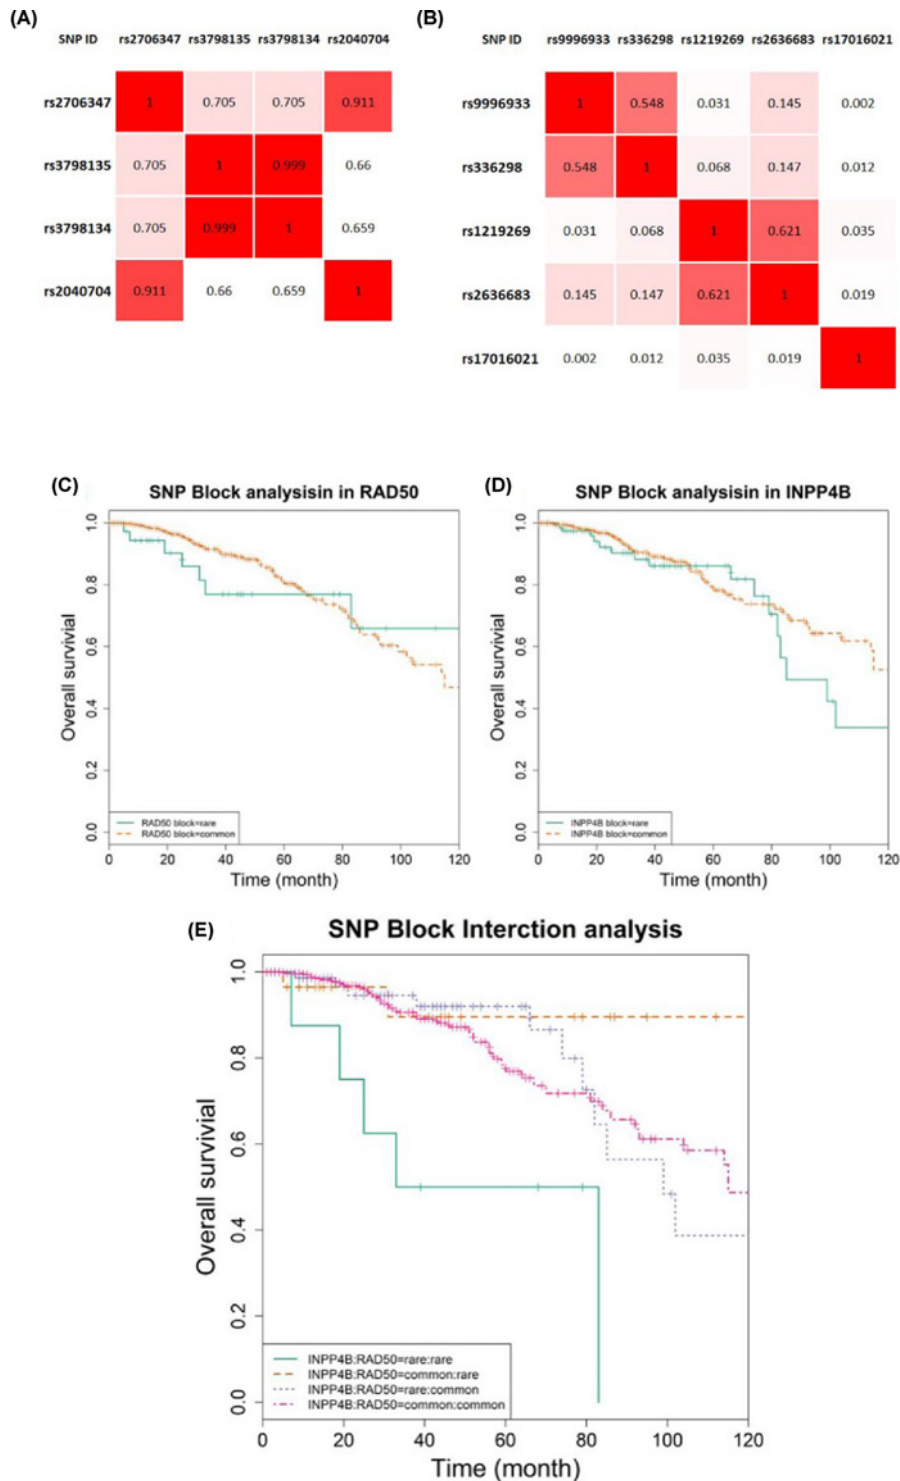 (A)
SNP ID rs2706347 rs3798135 rs3798134 rs2040704
rs2706347 1 0.705 0.705 0.911
rs3798135 0.705 1 0.999 0.66
rs3798134 0.705 0.999 1 0.659
rs2040704 0.911 0.66 0.659 1
(B)
SNP ID rs9996933 rs336298 rs1219269 rs2636683 rs17016021
rs9996933 1 0.548 0.031 0.145 0.002
rs336298 0.548 1 0.068 0.147 0.012
rs1219269 0.031 0.068 1 0.621 0.035
rs2636683 0.145 0.147 0.621 1 0.019
rs17016021 0.002 0.012 0.035 0.019 1
(C)
SNP Block analysisin in RAD50
Overall survivial
1.0
0.8
0.6
0.4
0.2
0.0
RAD50 block=rare
RAD50 block=common
0 20 40 60 80 100 120
Time (month)
(D)
SNP Block analysisin in INPP4B
Overall survivial
1.0
0.8
0.6
0.4
0.2
0.0
INPP4B block=rare
INPP4B block=common
0 20 40 60 80 100 120
Time (month)
(E)
SNP Block Interction analysis
Overall survivial
1.0
0.8
0.6
0.4
0.2
0.0
INPP4B:RAD50=rare:rare
INPP4B:RAD50=common:rare
INPP4B:RAD50=rare:common
INPP4B:RAD50=common:common
0 20 40 60 80 100 120
Time (month)